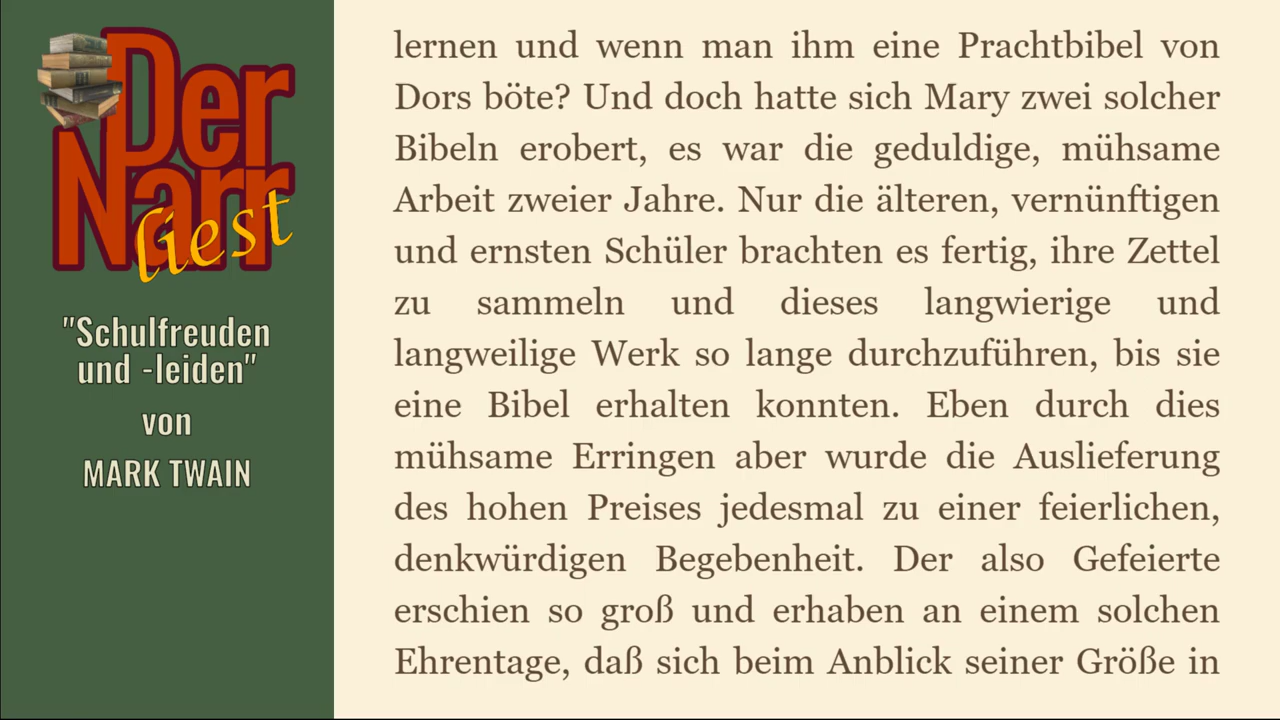 Der
Narr
liest
"Schulfreuden
und -leiden"
von
MARK TWAIN
lernen und wenn man ihm eine Prachtbibel von
Dors böte? Und doch hatte sich Mary zwei solcher
Bibeln erobert, es war die geduldige, mühsame
Arbeit zweier Jahre. Nur die älteren, vernünftigen
und ernsten Schüler brachten es fertig, ihre Zettel
zu sammeln und dieses langwierige und
langweilige Werk so lange durchzuführen, bis sie
eine Bibel erhalten konnten. Eben durch dies
mühsame Erringen aber wurde die Auslieferung
des hohen Preises jedesmal zu einer feierlichen,
denkwürdigen Begebenheit. Der also Gefeierte
erschien so groß und erhaben an einem solchen
Ehrentage, daß sich beim Anblick seiner Größe in